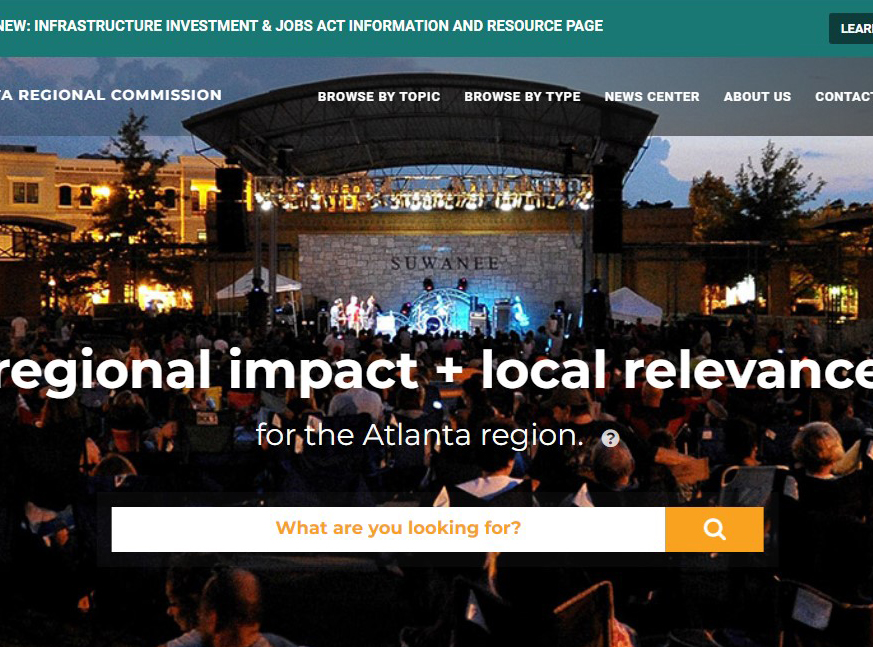 NEW: INFRASTRUCTURE INVESTMENT & JOBS ACT INFORMATION AND RESOURCE PAGE
LEAR
TA REGIONAL COMMISSION
BROWSE BY TOPIC
BROWSE BY TYPE
NEWS CENTER
ABOUT US
CONTACT
SUWANEE
regional impact + local relevance
for the Atlanta region. ?
What are you looking for?